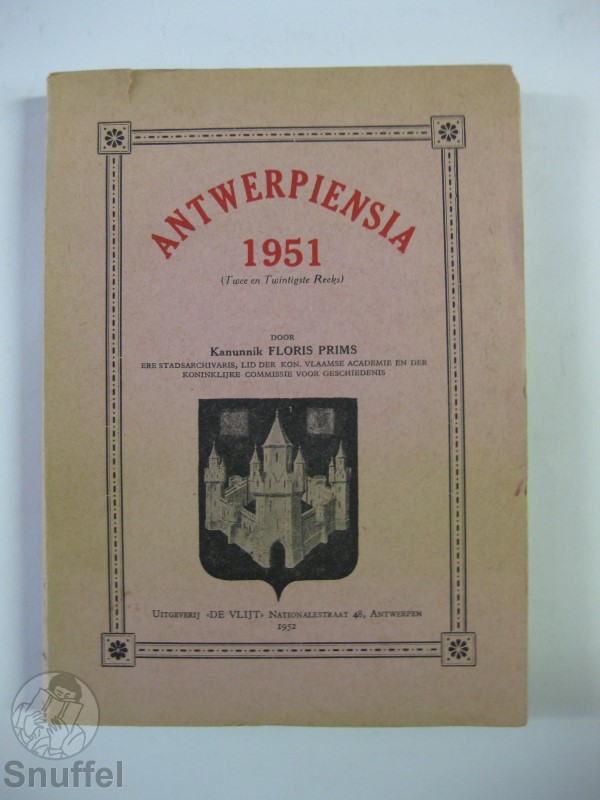 ANTWERPIENSIA
1951
(Twee en Twintigste Reeks)
DOOR
Kanunnik FLORIS PRIMS
ERE STADSARCHIVARIS, LID DER KON. VLAAMSE ACADEMIE EN DER
KONINKLIJKE COMMISSIE VOOR GESCHIEDENIS
UITGEVERIJ «DE VLIJT» NATIONALESTRAAT 48, ANTWERPEN
1952
Snuffel